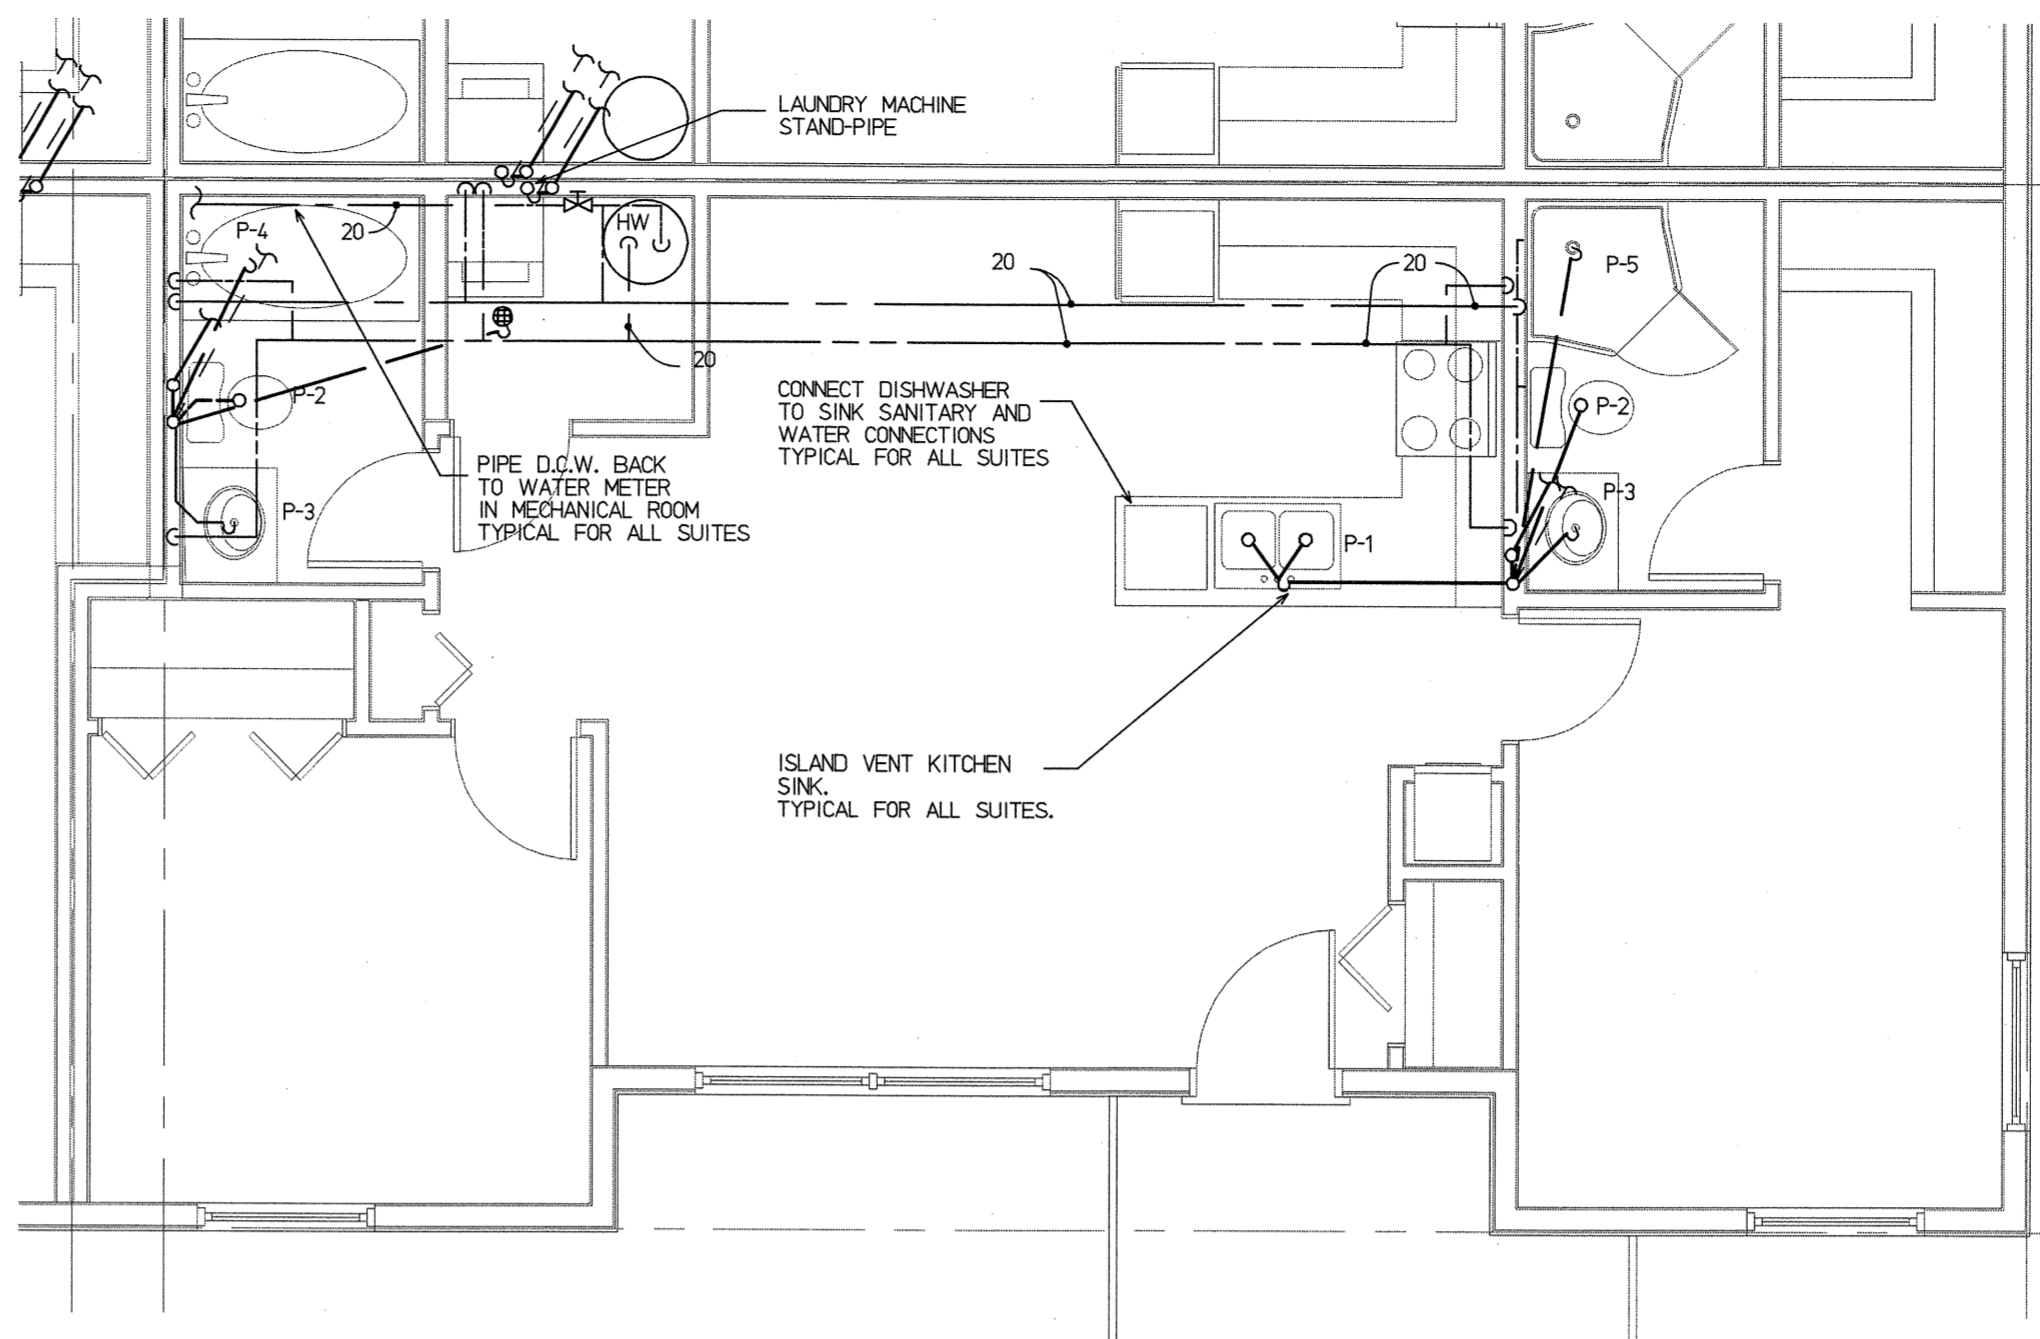 LAUNDRY MACHINE
STAND-PIPE
HW
P-4
20
20
20
P-5
20
CONNECT DISHWASHER
TO SINK SANITARY AND
WATER CONNECTIONS
TYPICAL FOR ALL SUITES
P-2
P-2
PIPE D.C.W. BACK
TO WATER METER
IN MECHANICAL ROOM
TYPICAL FOR ALL SUITES
P-3
P-3
P-1
ISLAND VENT KITCHEN
SINK.
TYPICAL FOR ALL SUITES.